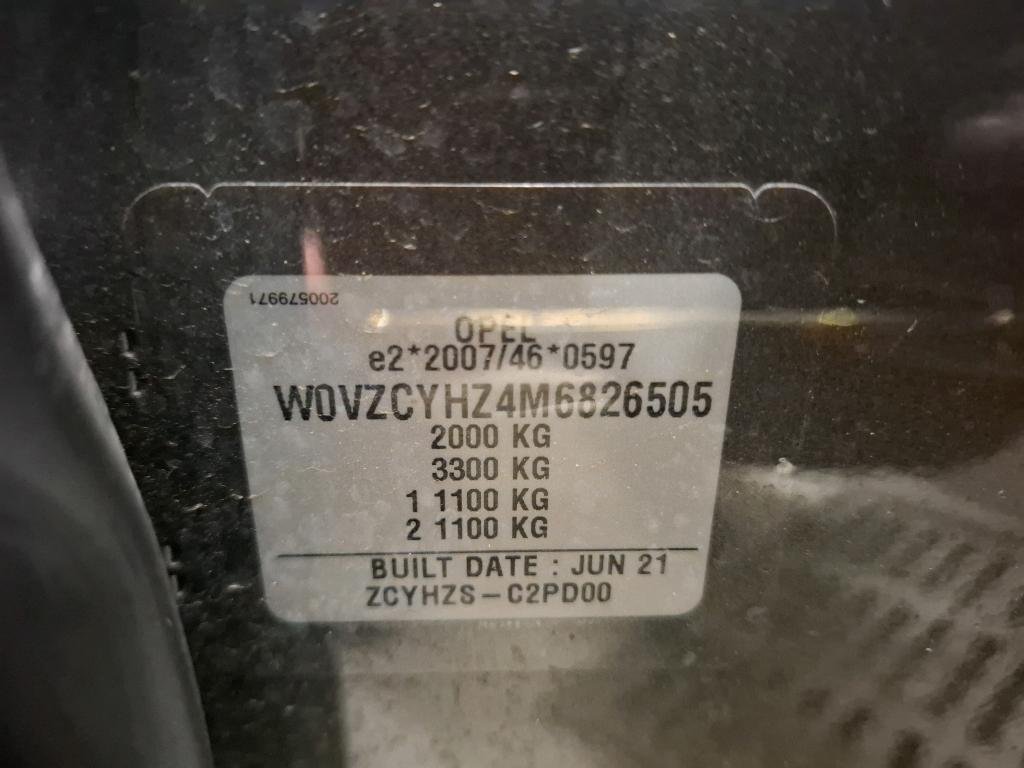 200579971
OPEL
e2*2007/46*0597
W0VZCYHZ4M6826505
2000 KG
3300 KG
1 1100 KG
2 1100 KG
BUILT DATE : JUN 21
ZCYHZS-C2PD00